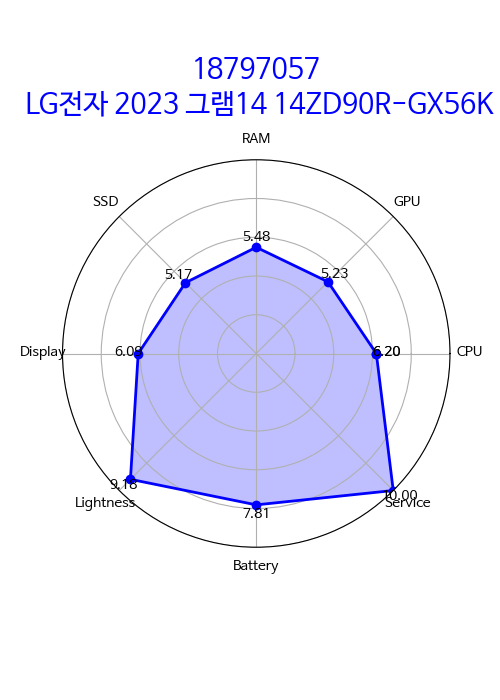 18797057
LG전자 2023 그램14 14ZD90R-GX56K
RAM
SSD
GPU
5.48
5.17
5.23
Display
6.09
6.20
CPU
9.18
10.00
Lightness
Service
7.81
Battery